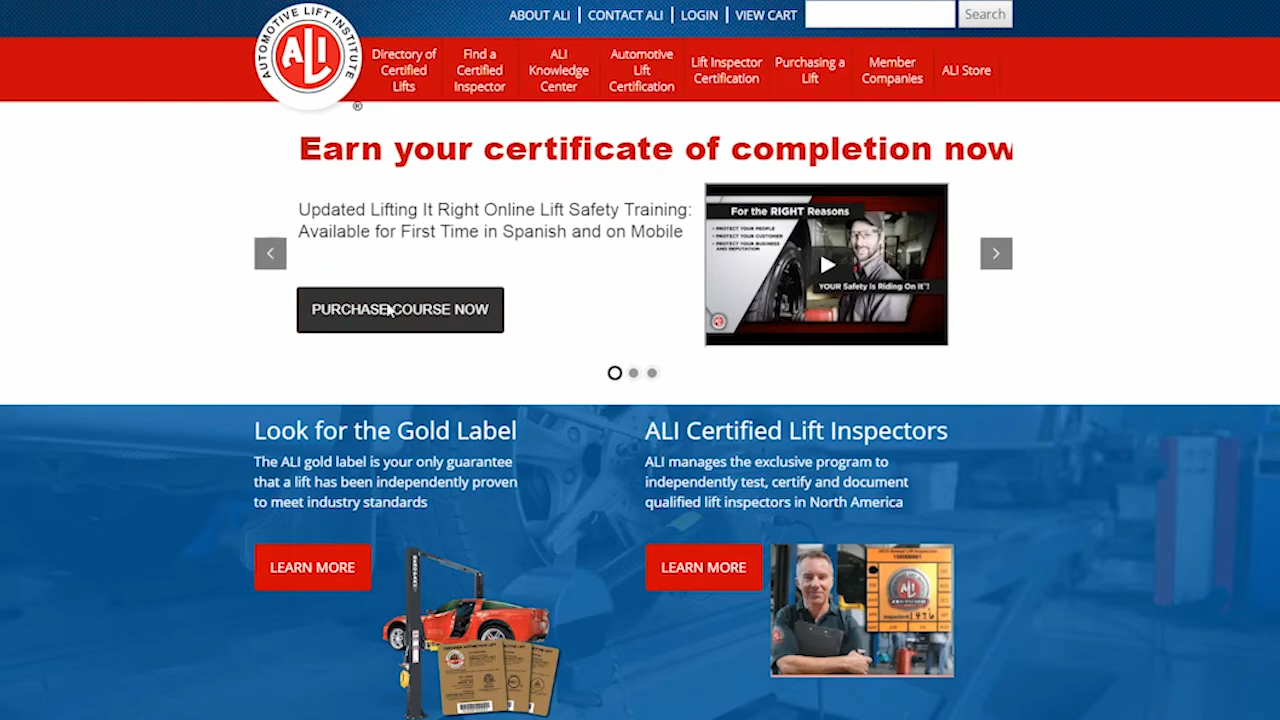 ABOUT ALI
CONTACT ALI
LOGIN
VIEW CART
Search
AUTOMOTIVE LIFT INSTITUTE
ALI
®
Directory of
Certified
Lifts
Find a
Certified
Inspector
ALI
Knowledge
Center
Automotive
Lift
Certification
Lift Inspector
Certification
Purchasing a
Lift
Member
Companies
ALI Store
Earn your certificate of completion now
Updated Lifting It Right Online Lift Safety Training:
Available for First Time in Spanish and on Mobile
PURCHASE COURSE NOW
For the RIGHT Reasons
• PROTECT YOUR PEOPLE
• PROTECT YOUR CUSTOMER
• PROTECT YOUR BUSINESS
AND REPUTATION
YOUR Safety Is Riding On It™!
Look for the Gold Label
The ALI gold label is your only guarantee
that a lift has been independently proven
to meet industry standards
LEARN MORE
ALI Certified Lift Inspectors
ALI manages the exclusive program to
independently test, certify and document
qualified lift inspectors in North America
LEARN MORE
ALI
1476